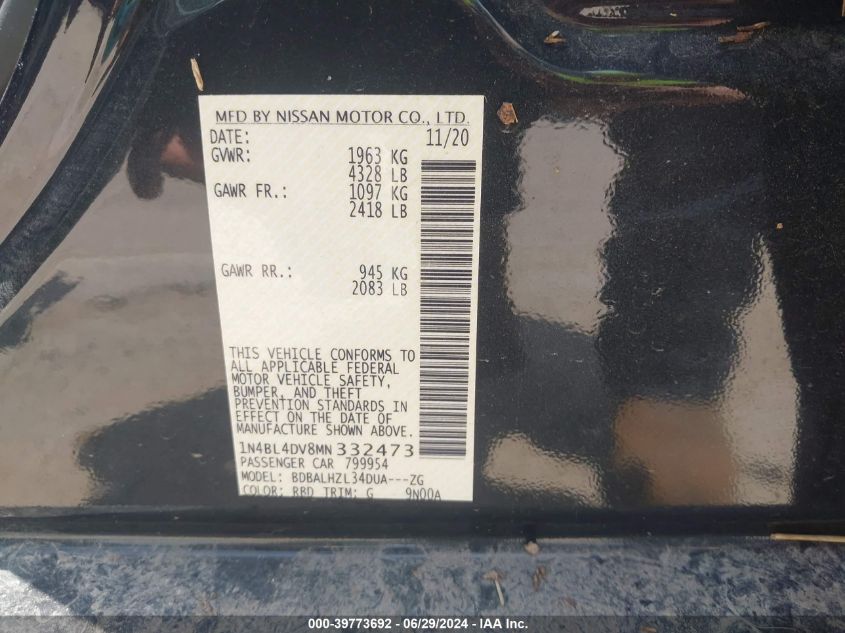 MFD BY NISSAN MOTOR CO., LTD.
DATE: 11/20
GVWR: 1963 KG
4328 LB
GAWR FR.: 1097 KG
2418 LB
GAWR RR.: 945 KG
2083 LB
THIS VEHICLE CONFORMS TO
ALL APPLICABLE FEDERAL
MOTOR VEHICLE SAFETY,
BUMPER, AND THEFT
PREVENTION STANDARDS IN
EFFECT ON THE DATE OF
MANUFACTURE SHOWN ABOVE.
1N4BL4DV8MN 332473
PASSENGER CAR 799954
MODEL: BDBALHZL34DUA---ZG
COLOR: RBD TRIM: G 9N00A
000-39773692 - 06/29/2024 - IAA Inc.